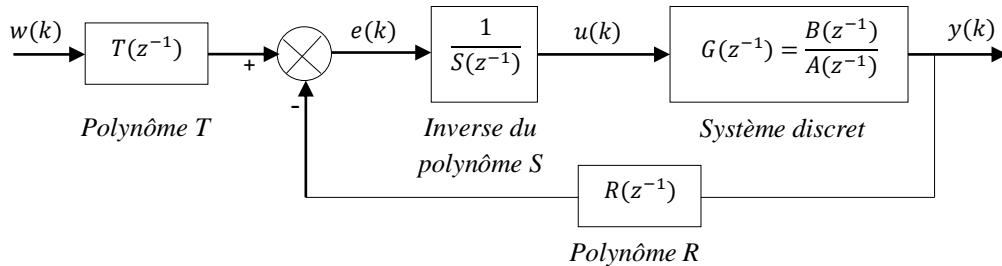 w(k)
T(z⁻¹)
+
-
e(k)
1
S(z⁻¹)
u(k)
G(z⁻¹) = B(z⁻¹)
A(z⁻¹)
y(k)
Polynôme T
Inverse du
polynôme S
Système discret
R(z⁻¹)
Polynôme R